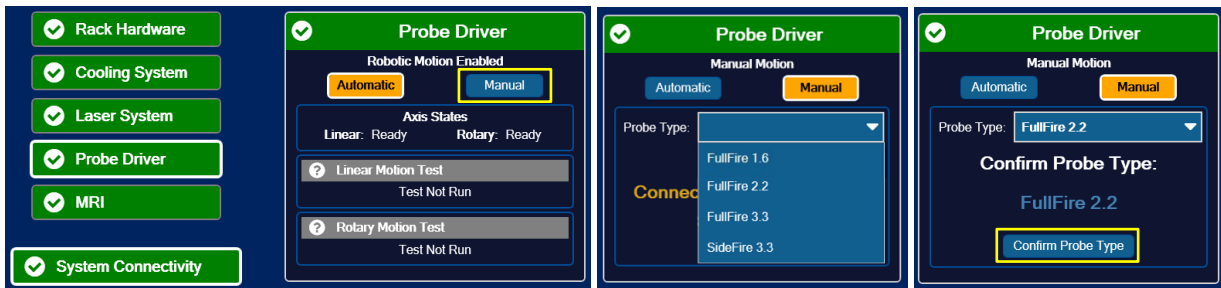 Rack Hardware
Cooling System
Laser System
Probe Driver
MRI
System Connectivity
Probe Driver
Robotic Motion Enabled
Automatic Manual
Axis States
Linear: Ready Rotary: Ready
? Linear Motion Test
Test Not Run
? Rotary Motion Test
Test Not Run
Probe Driver
Manual Motion
Automatic Manual
Probe Type:
FullFire 1.6
FullFire 2.2
FullFire 3.3
SideFire 3.3
Connec
Probe Driver
Manual Motion
Automatic Manual
Probe Type: FullFire 2.2
Confirm Probe Type:
FullFire 2.2
Confirm Probe Type